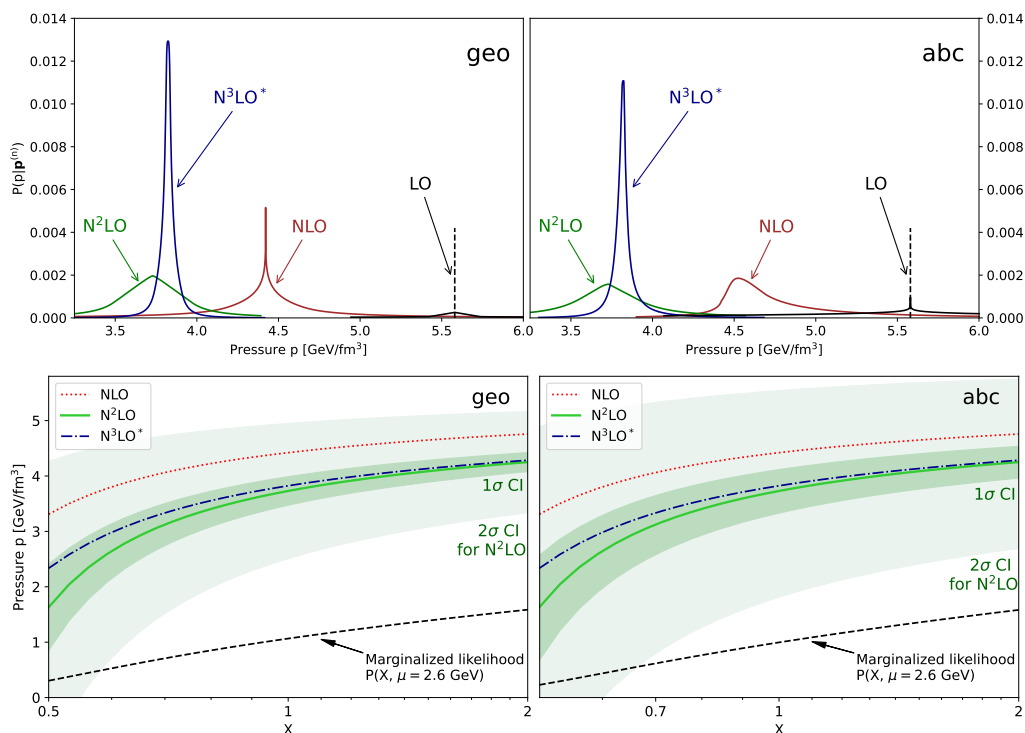 0.014
0.012
0.010
0.008
0.006
0.004
0.002
0.000
P(p|p⁽ⁿ⁾)
geo
N³LO*
N²LO
NLO
LO
3.5 4.0 4.5 5.0 5.5 6.0
Pressure p [GeV/fm³]
abc
N³LO*
N²LO
NLO
LO
0.014
0.012
0.010
0.008
0.006
0.004
0.002
0.000
3.5 4.0 4.5 5.0 5.5 6.0
Pressure p [GeV/fm³]
5
4
3
2
1
0
Pressure p [GeV/fm³]
NLO
N²LO
N³LO*
geo
1σ CI
2σ CI
for N²LO
Marginalized likelihood
P(X, μ = 2.6 GeV)
0.5 1 2
X
NLO
N²LO
N³LO*
abc
1σ CI
2σ CI
for N²LO
Marginalized likelihood
P(X, μ = 2.6 GeV)
0.7 1 2
X